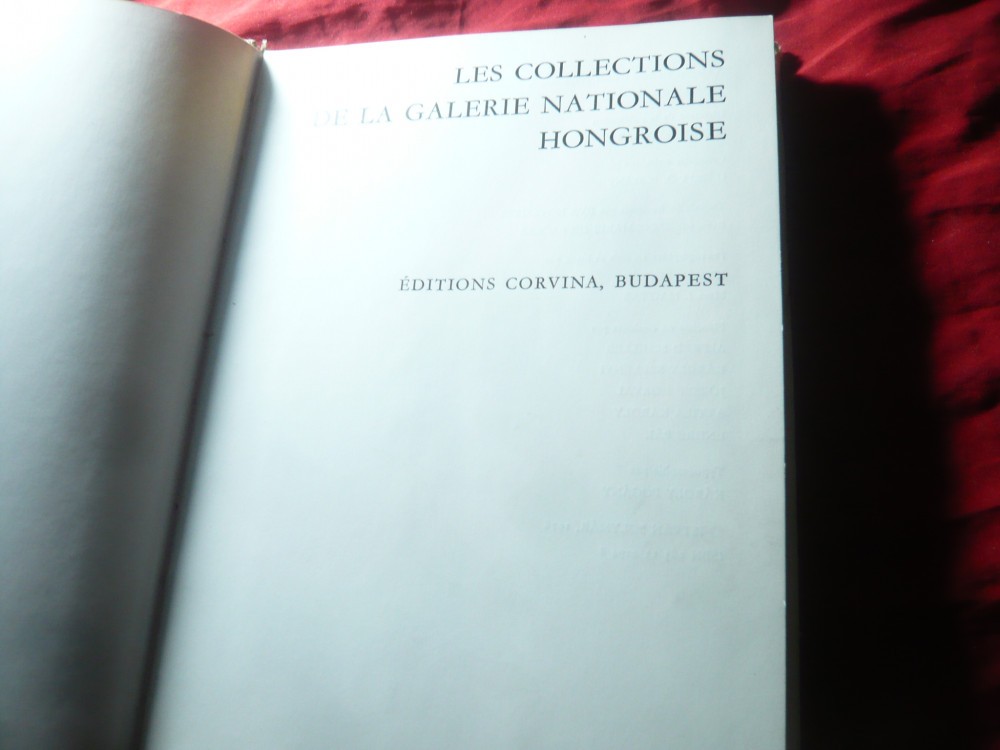 LES COLLECTIONS
DE LA GALERIE NATIONALE
HONGROISE
ÉDITIONS CORVINA, BUDAPEST